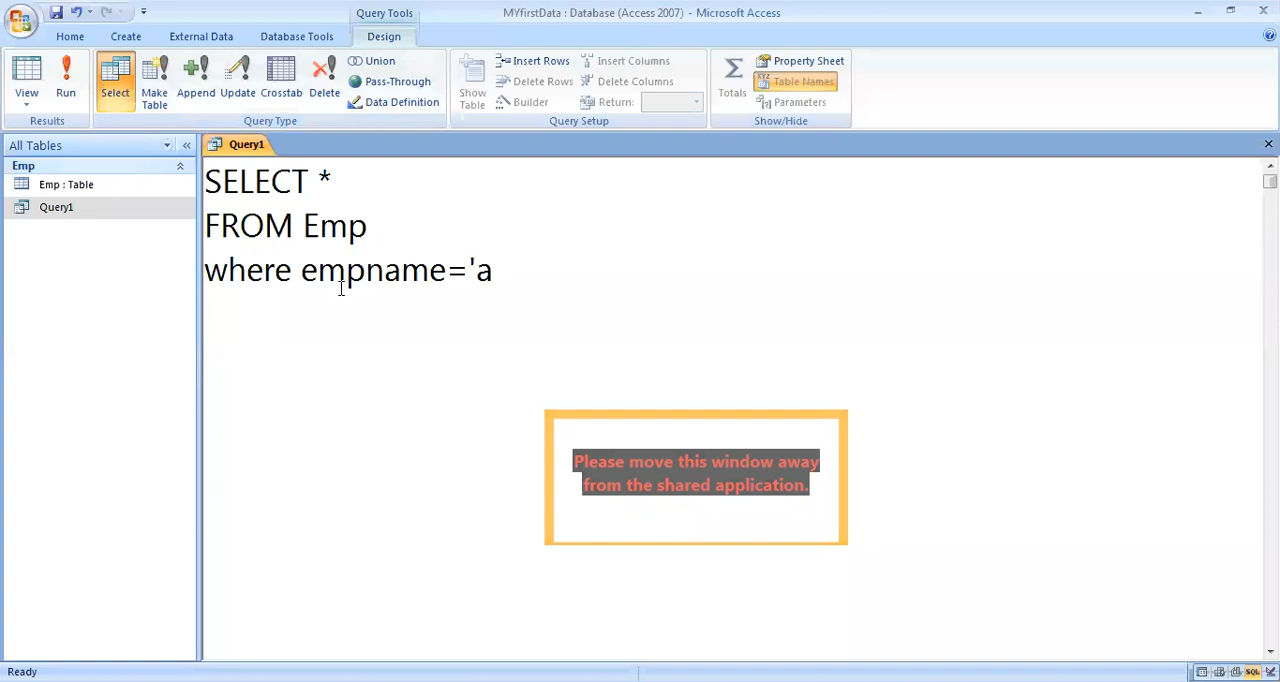 Query Tools
MYfirstData : Database (Access 2007) - Microsoft Access
Home Create External Data Database Tools Design
View Run Select Make Table Append Update Crosstab Delete
Union
Pass-Through
Data Definition
Show Table
Insert Rows
Delete Rows
Builder
Insert Columns
Delete Columns
Return:
Totals
Property Sheet
Table Names
Parameters
Results Query Type Query Setup Show/Hide
All Tables
Query1
Emp
Emp : Table
Query1
SELECT *
FROM Emp
where empname='a
Please move this window away
from the shared application.
Ready
SQL